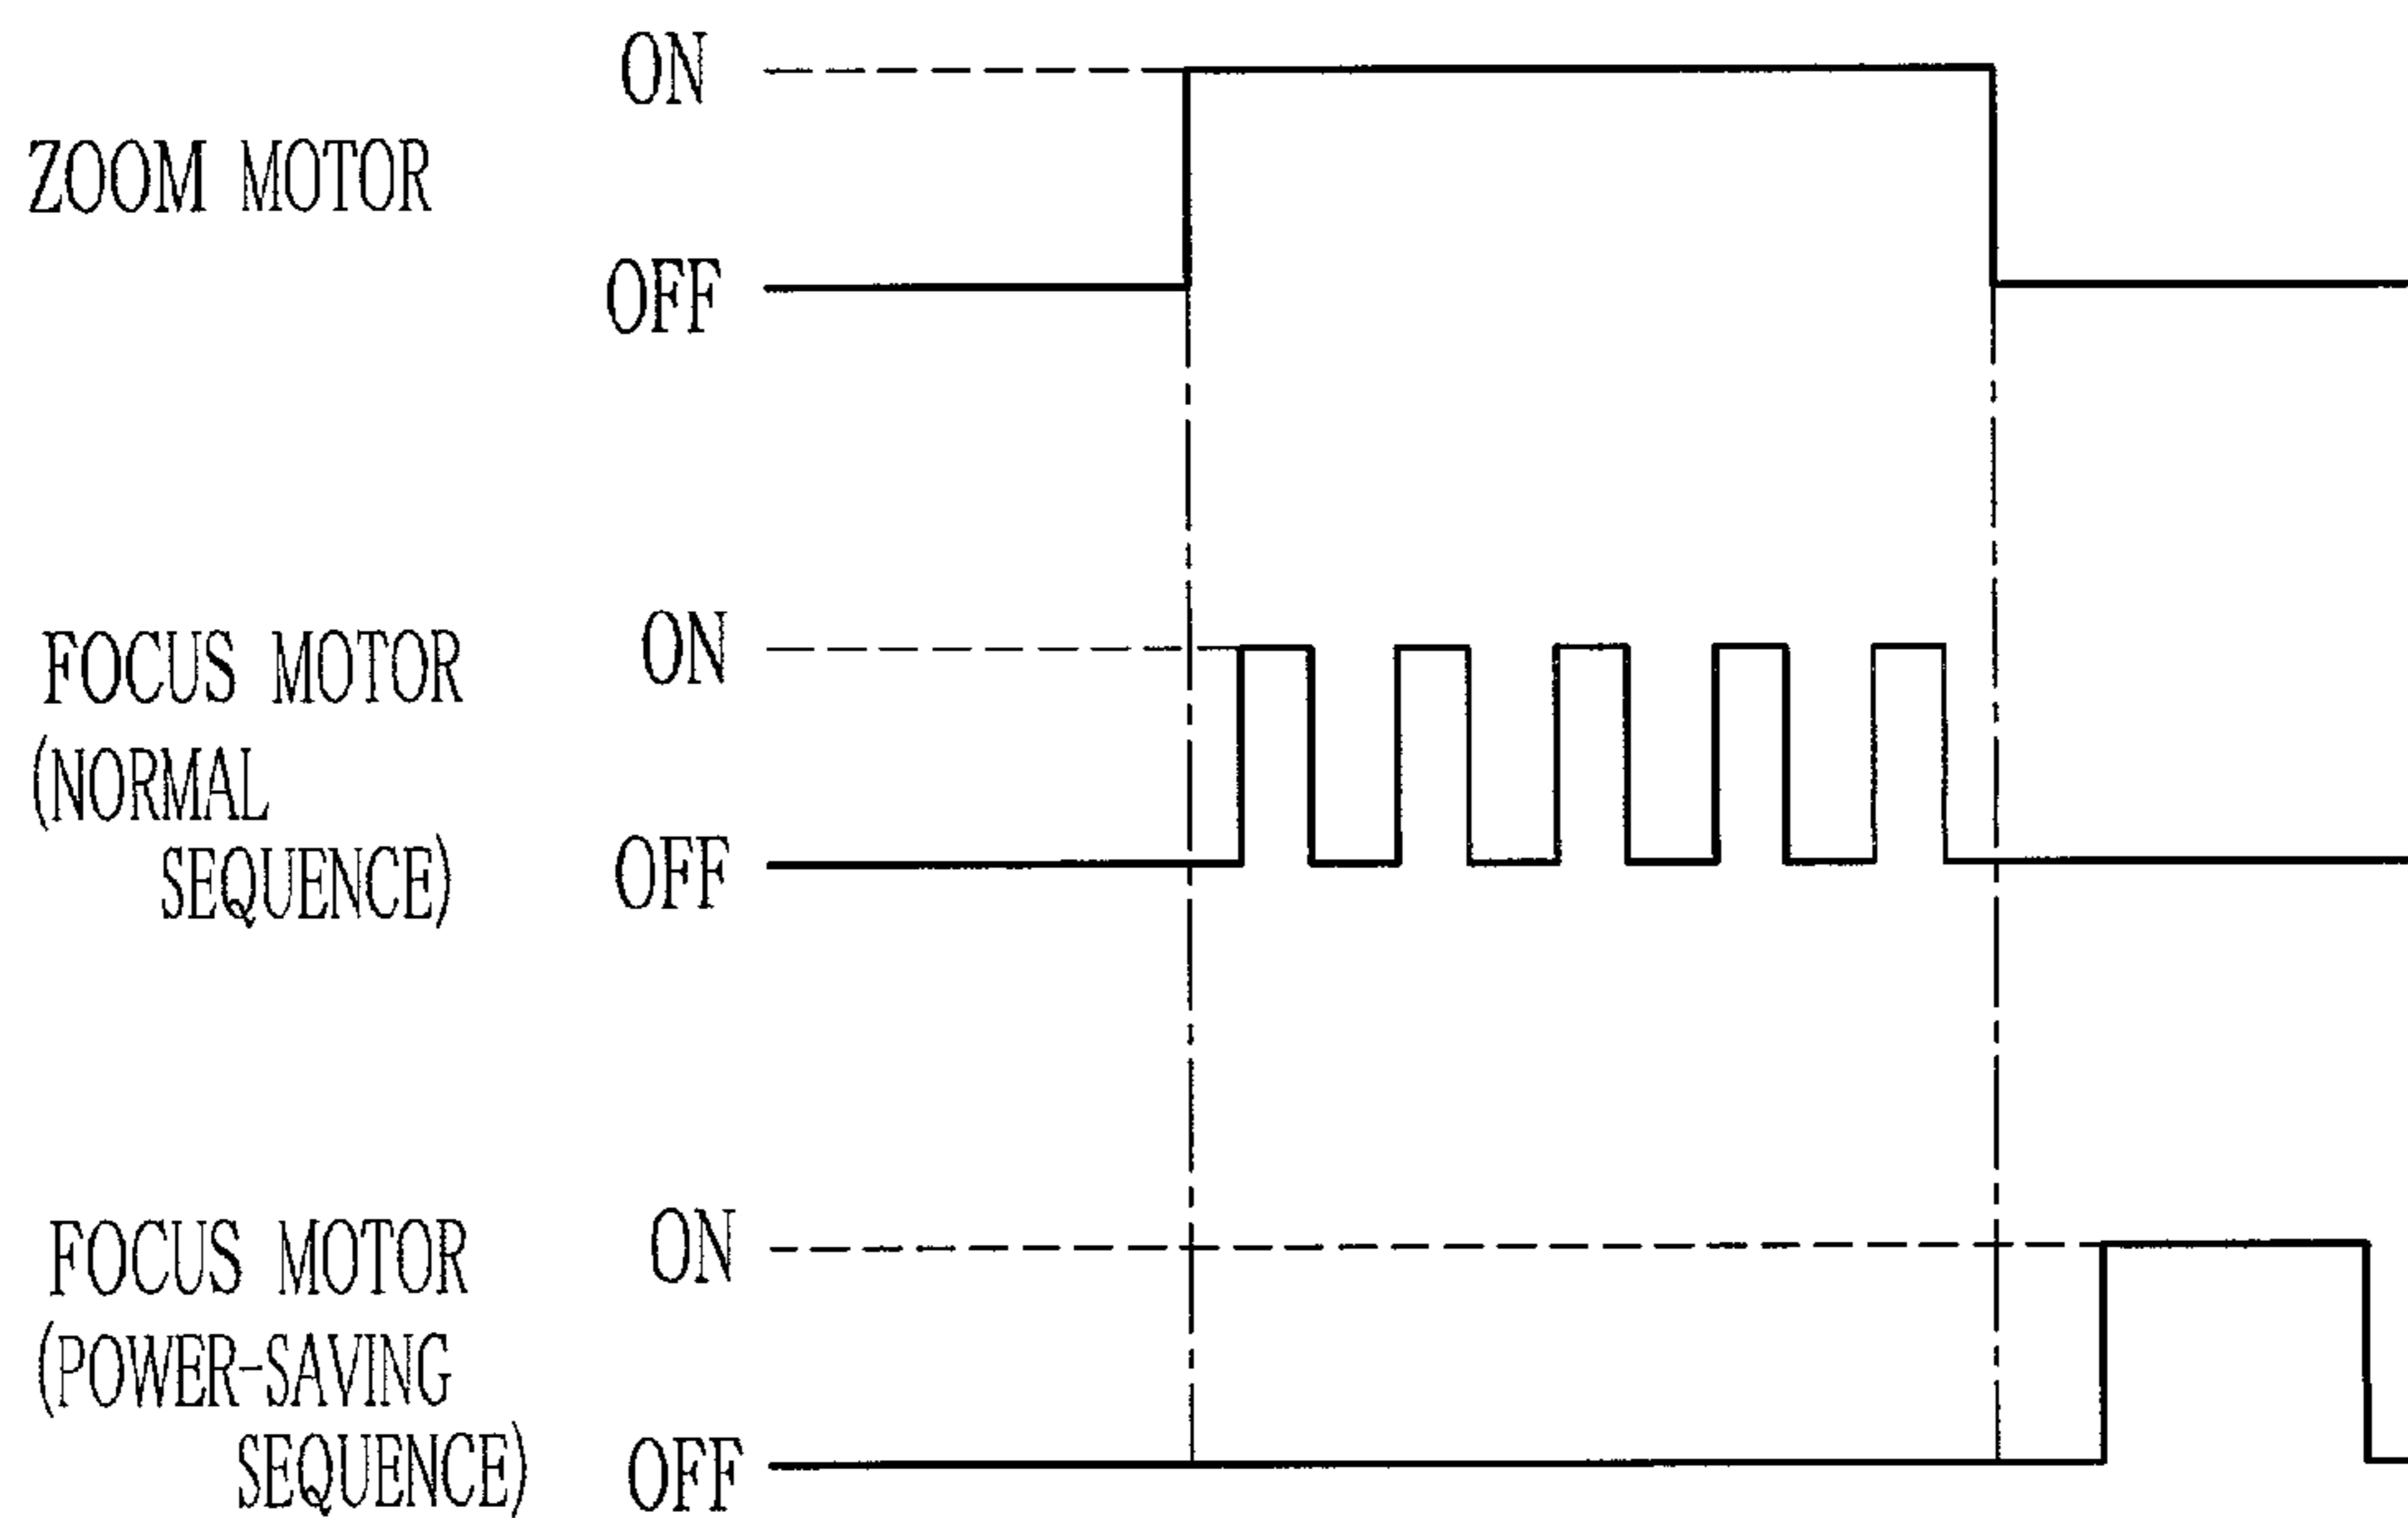 ON
ZOOM MOTOR
OFF
ON
FOCUS MOTOR
(NORMAL
SEQUENCE)
OFF
ON
FOCUS MOTOR
(POWER-SAVING
SEQUENCE)
OFF